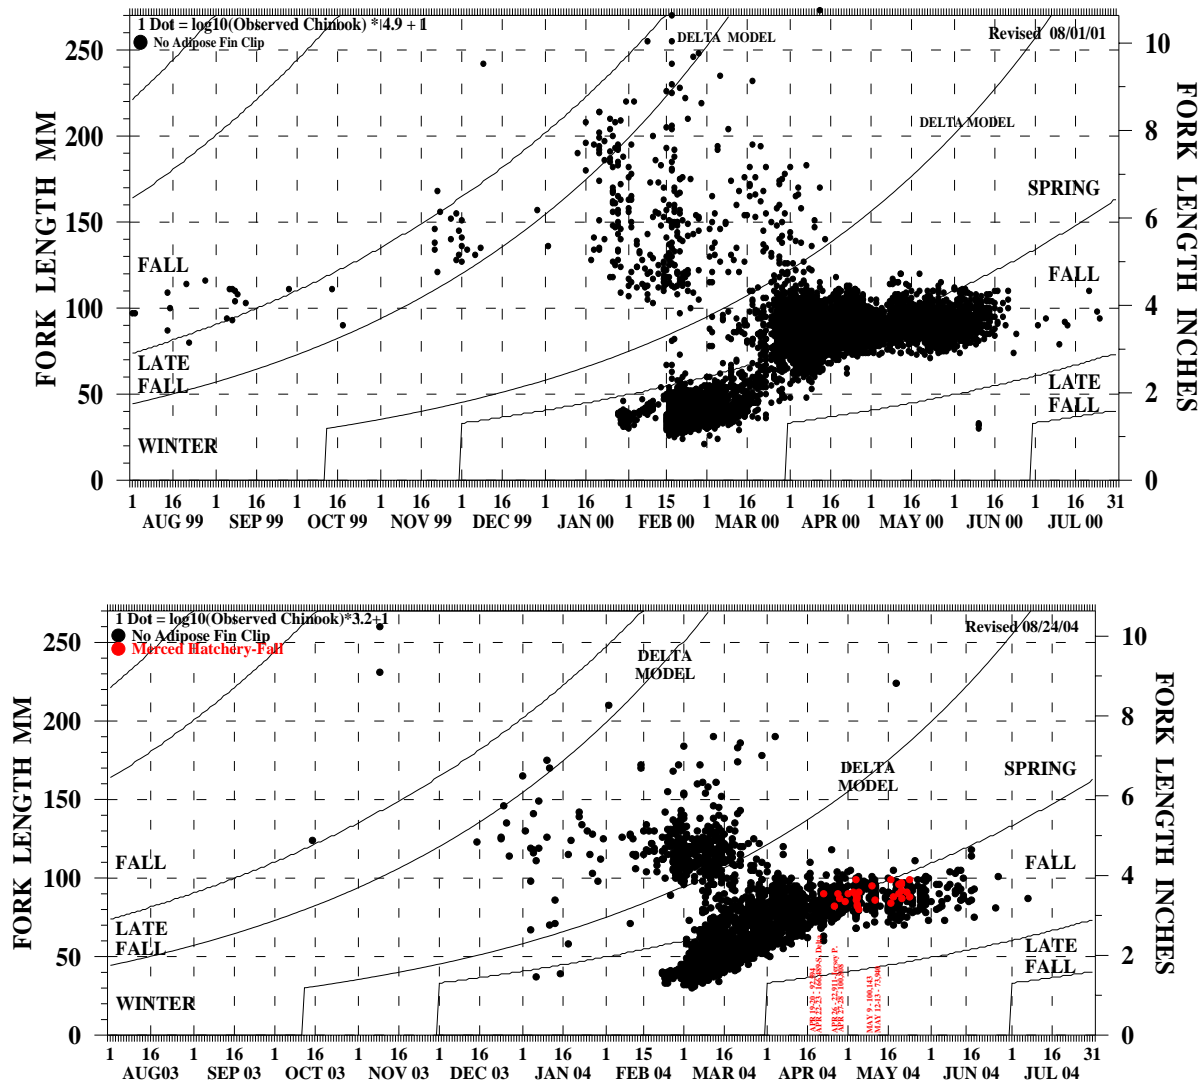 1 Dot = log10(Observed Chinook) * 4.9 + 1
No Adipose Fin Clip
Revised 08/01/01
DELTA MODEL
DELTA MODEL
FORK LENGTH MM
FORK LENGTH INCHES
250
200
150
100
50
0
10
8
6
4
2
0
SPRING
FALL
FALL
LATE
FALL
LATE
FALL
WINTER
1 16 1 16 1 16 1 16 1 16 1 16 1 15 1 16 1 16 1 16 1 16 1 16 31
AUG 99 SEP 99 OCT 99 NOV 99 DEC 99 JAN 00 FEB 00 MAR 00 APR 00 MAY 00 JUN 00 JUL 00
1 Dot = log10(Observed Chinook)*3.2+1
No Adipose Fin Clip
Merced Hatchery-Fall
Revised 08/24/04
DELTA
MODEL
DELTA
MODEL
FORK LENGTH MM
FORK LENGTH INCHES
250
200
150
100
50
0
10
8
6
4
2
0
SPRING
FALL
FALL
LATE
FALL
LATE
FALL
WINTER
MAY 9 - 100,143
1 16 1 16 1 16 1 16 1 16 1 16 1 15 1 16 1 16 1 16 1 16 1 16 31
AUG03 SEP 03 OCT 03 NOV 03 DEC 03 JAN 04 FEB 04 MAR 04 APR 04 MAY 04 JUN 04 JUL 04